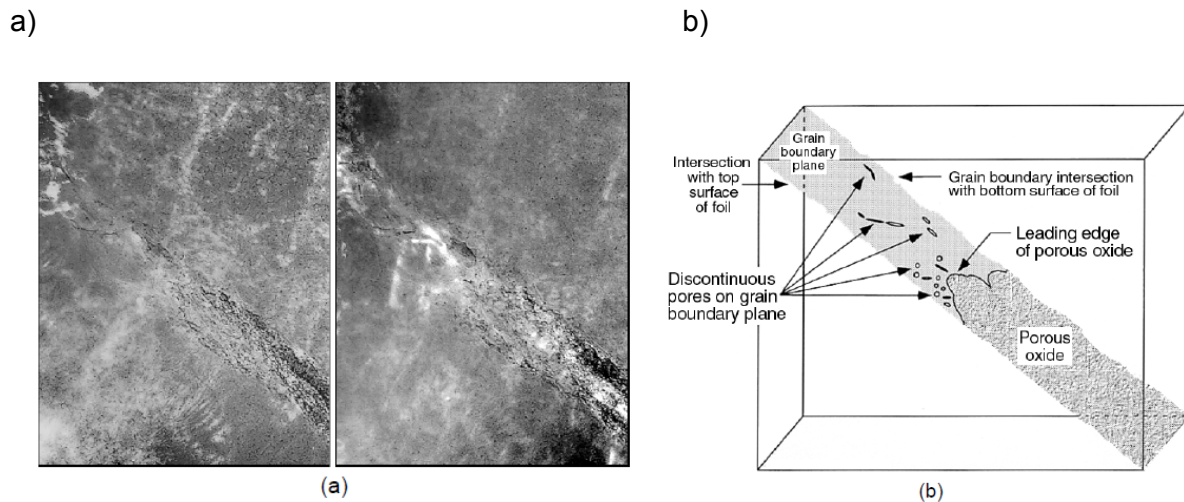 a)
b)
Grain
boundary
plane
Intersection
with top
surface
of foil
Grain boundary intersection
with bottom surface of foil
Leading edge
of porous oxide
Discontinuous
pores on grain
boundary plane
Porous
oxide
(a)
(b)